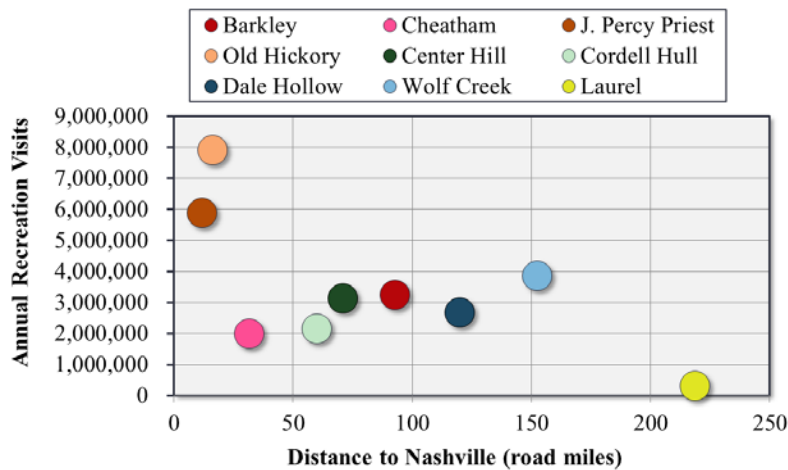 Barkley Cheatham J. Percy Priest
Old Hickory Center Hill Cordell Hull
Dale Hollow Wolf Creek Laurel
Annual Recreation Visits
9,000,000
8,000,000
7,000,000
6,000,000
5,000,000
4,000,000
3,000,000
2,000,000
1,000,000
0
0 50 100 150 200 250
Distance to Nashville (road miles)